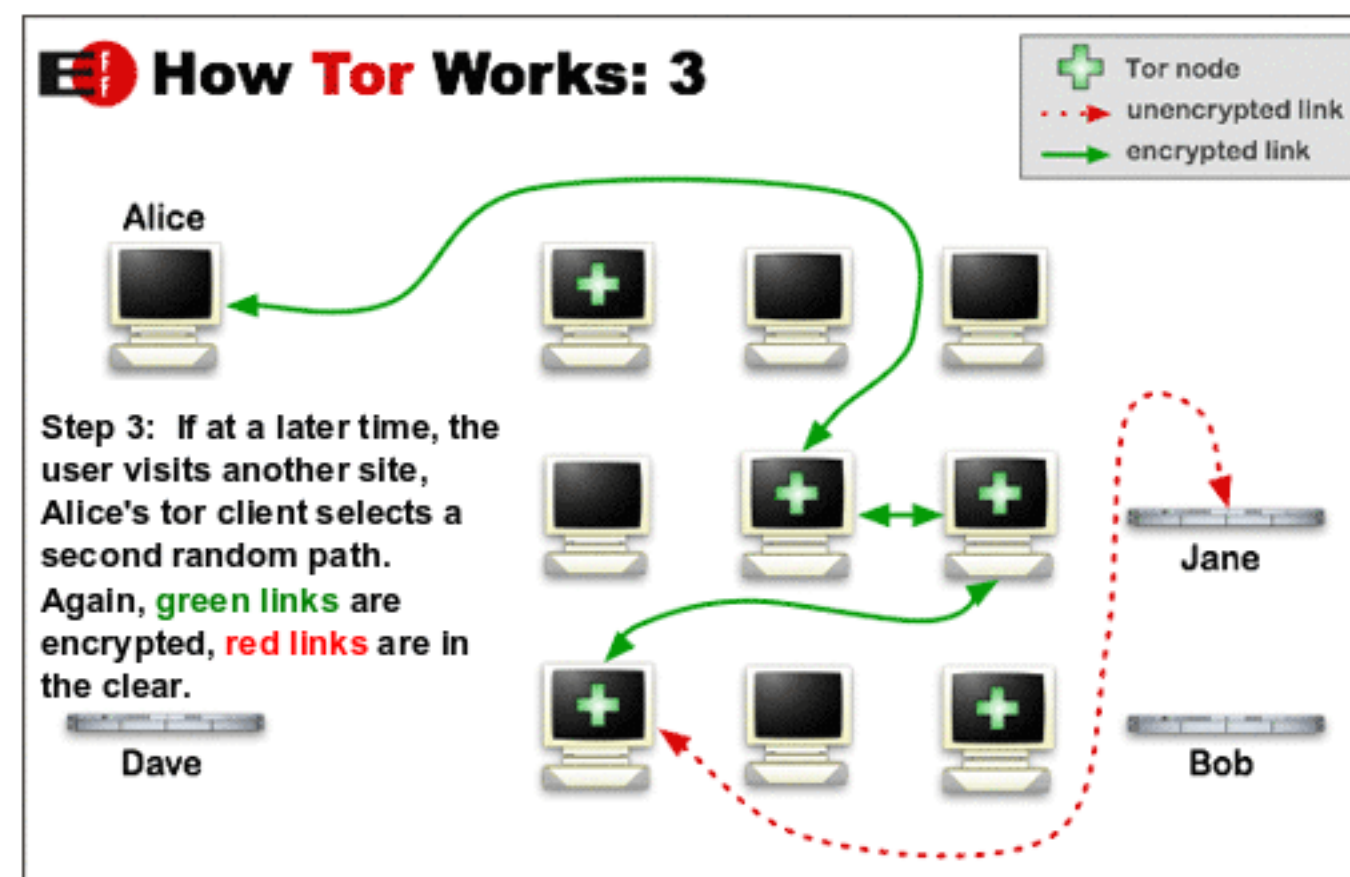 EFF How Tor Works: 3
Tor node
unencrypted link
encrypted link
Alice
Step 3: If at a later time, the
user visits another site,
Alice's tor client selects a
second random path.
Again, green links are
encrypted, red links are in
the clear.
Jane
Dave
Bob